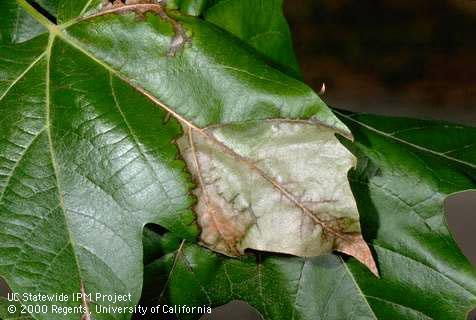 UC Statewide IPM Project
© 2000 Regents, University of California